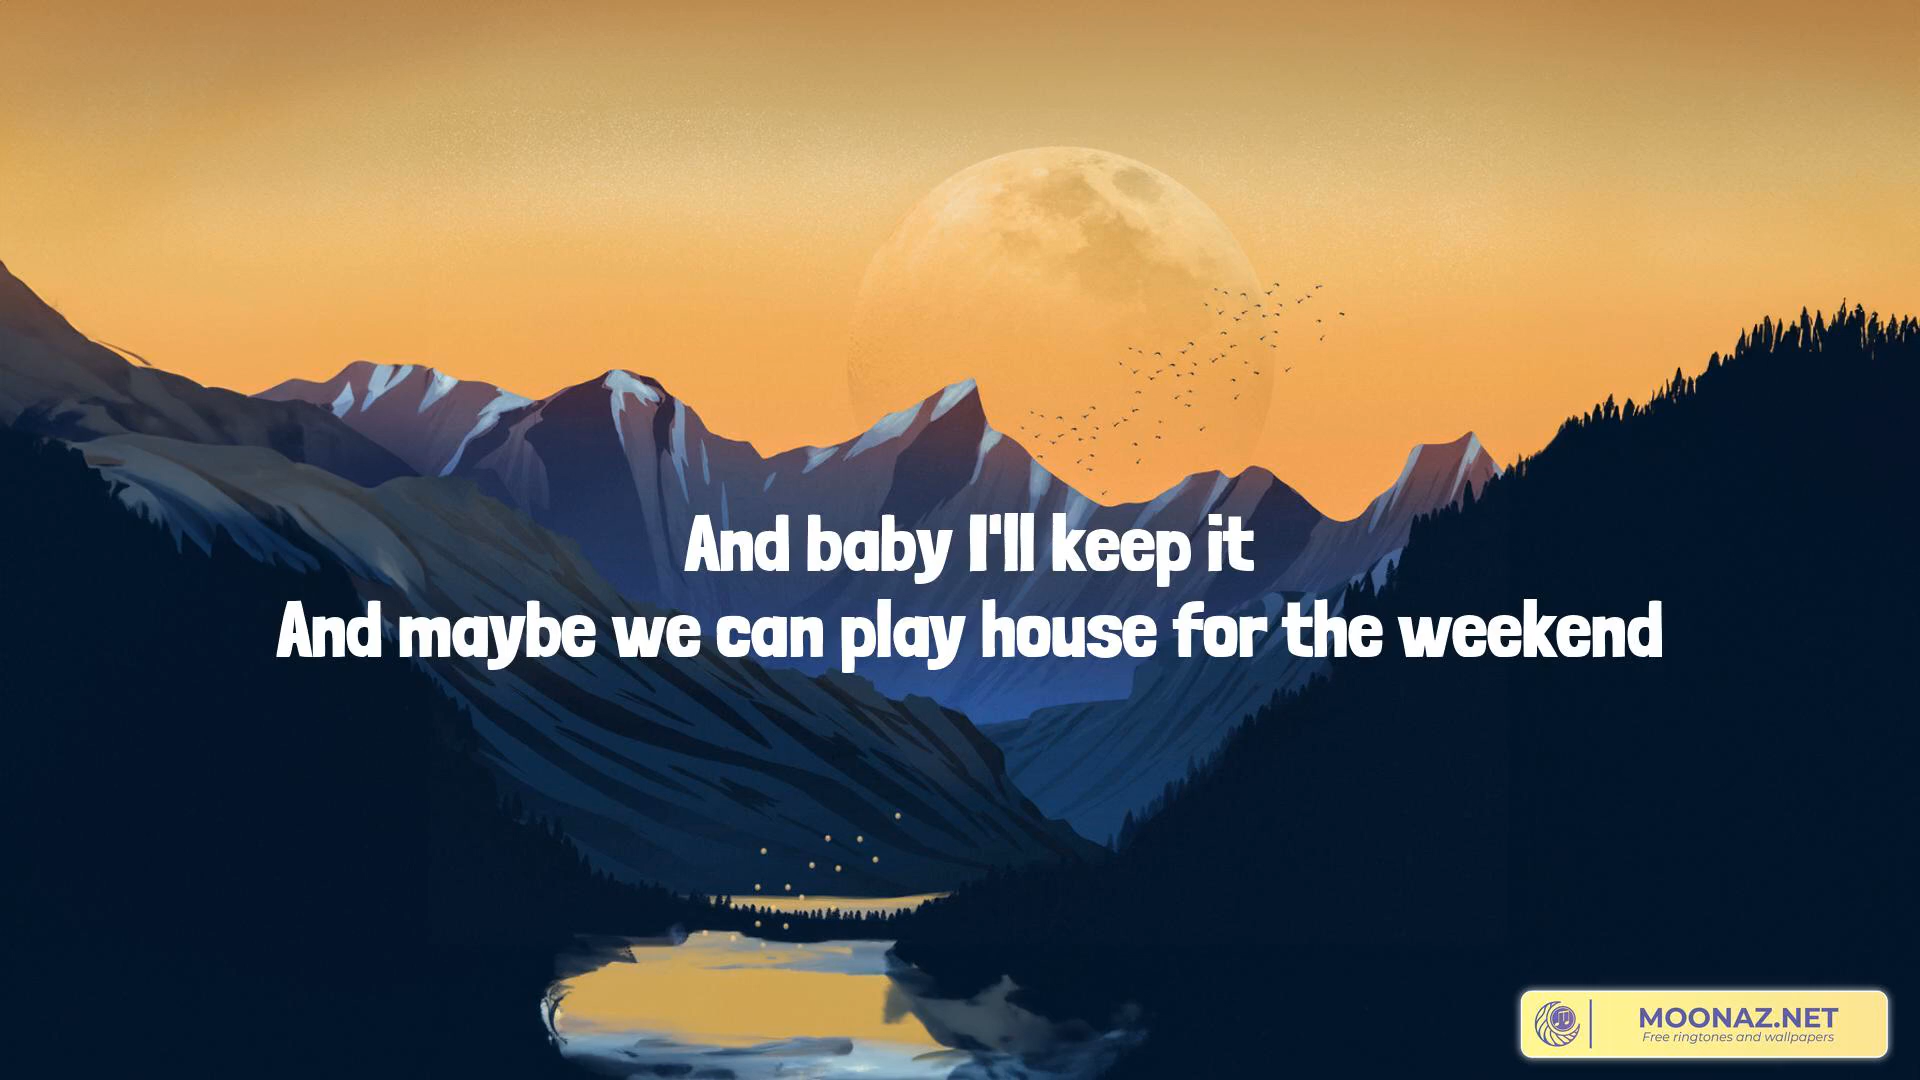 And baby I'll keep it
And maybe we can play house for the weekend
MOONAZ.NET
Free ringtones and wallpapers